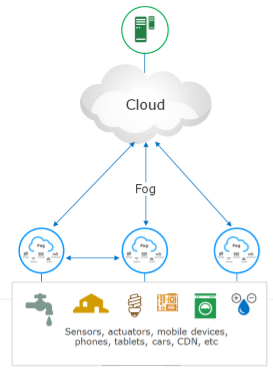 Cloud
Fog
Fog
Fog
Fog
Sensors, actuators, mobile devices,
phones, tablets, cars, CDN, etc